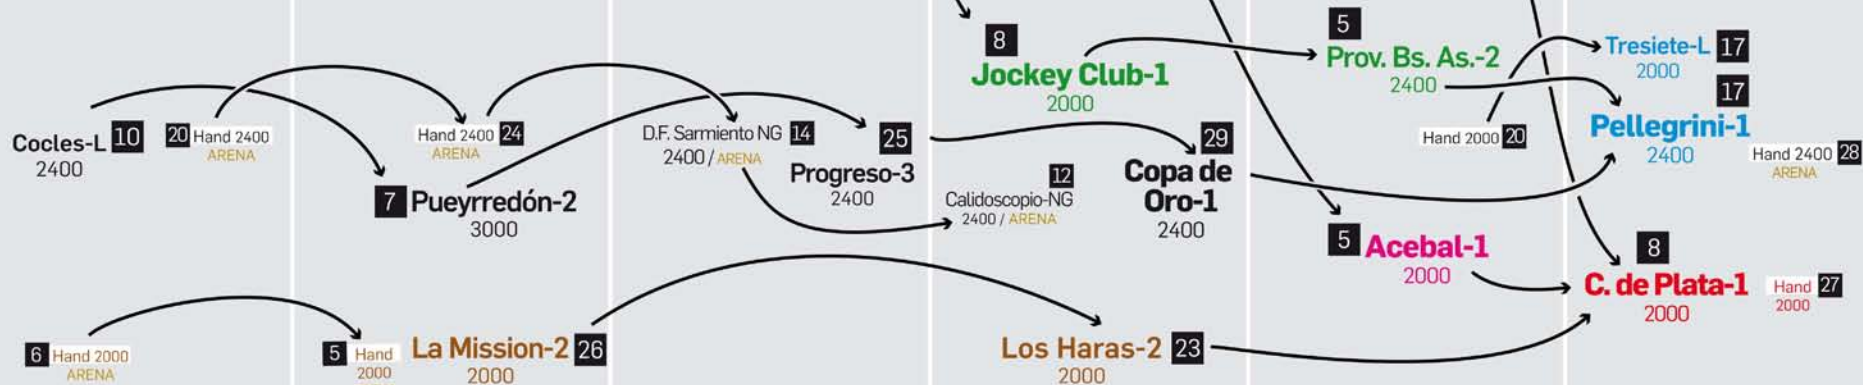 Cocles-L 10
2400
20 Hand 2400
ARENA
6 Hand 2000
ARENA
Hand 2400 24
ARENA
7 Pueyrredón-2
3000
5 Hand
2000
La Mission-2 26
2000
D.F. Sarmiento NG 14
2400 / ARENA
25
Progreso-3
2400
8
Jockey Club-1
2000
12
Calidoscopio-NG
2400 / ARENA
29
Copa de
Oro-1
2400
Los Haras-2 23
2000
5
Prov. Bs. As.-2
2400
Hand 2000 20
5 Acebal-1
2000
Tresiete-L 17
2000
17
Pellegrini-1
2400
Hand 2400 28
ARENA
8
C. de Plata-1
2000
Hand 27
2000